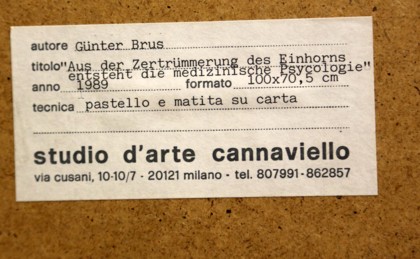 autore Günter Brus
titolo "Aus der Zertrümmerung des Einhorns
entsteht die medizinische Psycologie"
anno 1989 formato 100x70,5 cm
tecnica pastello e matita su carta
studio d'arte cannaviello
via cusani, 10-10/7 - 20121 milano - tel. 807991-862857